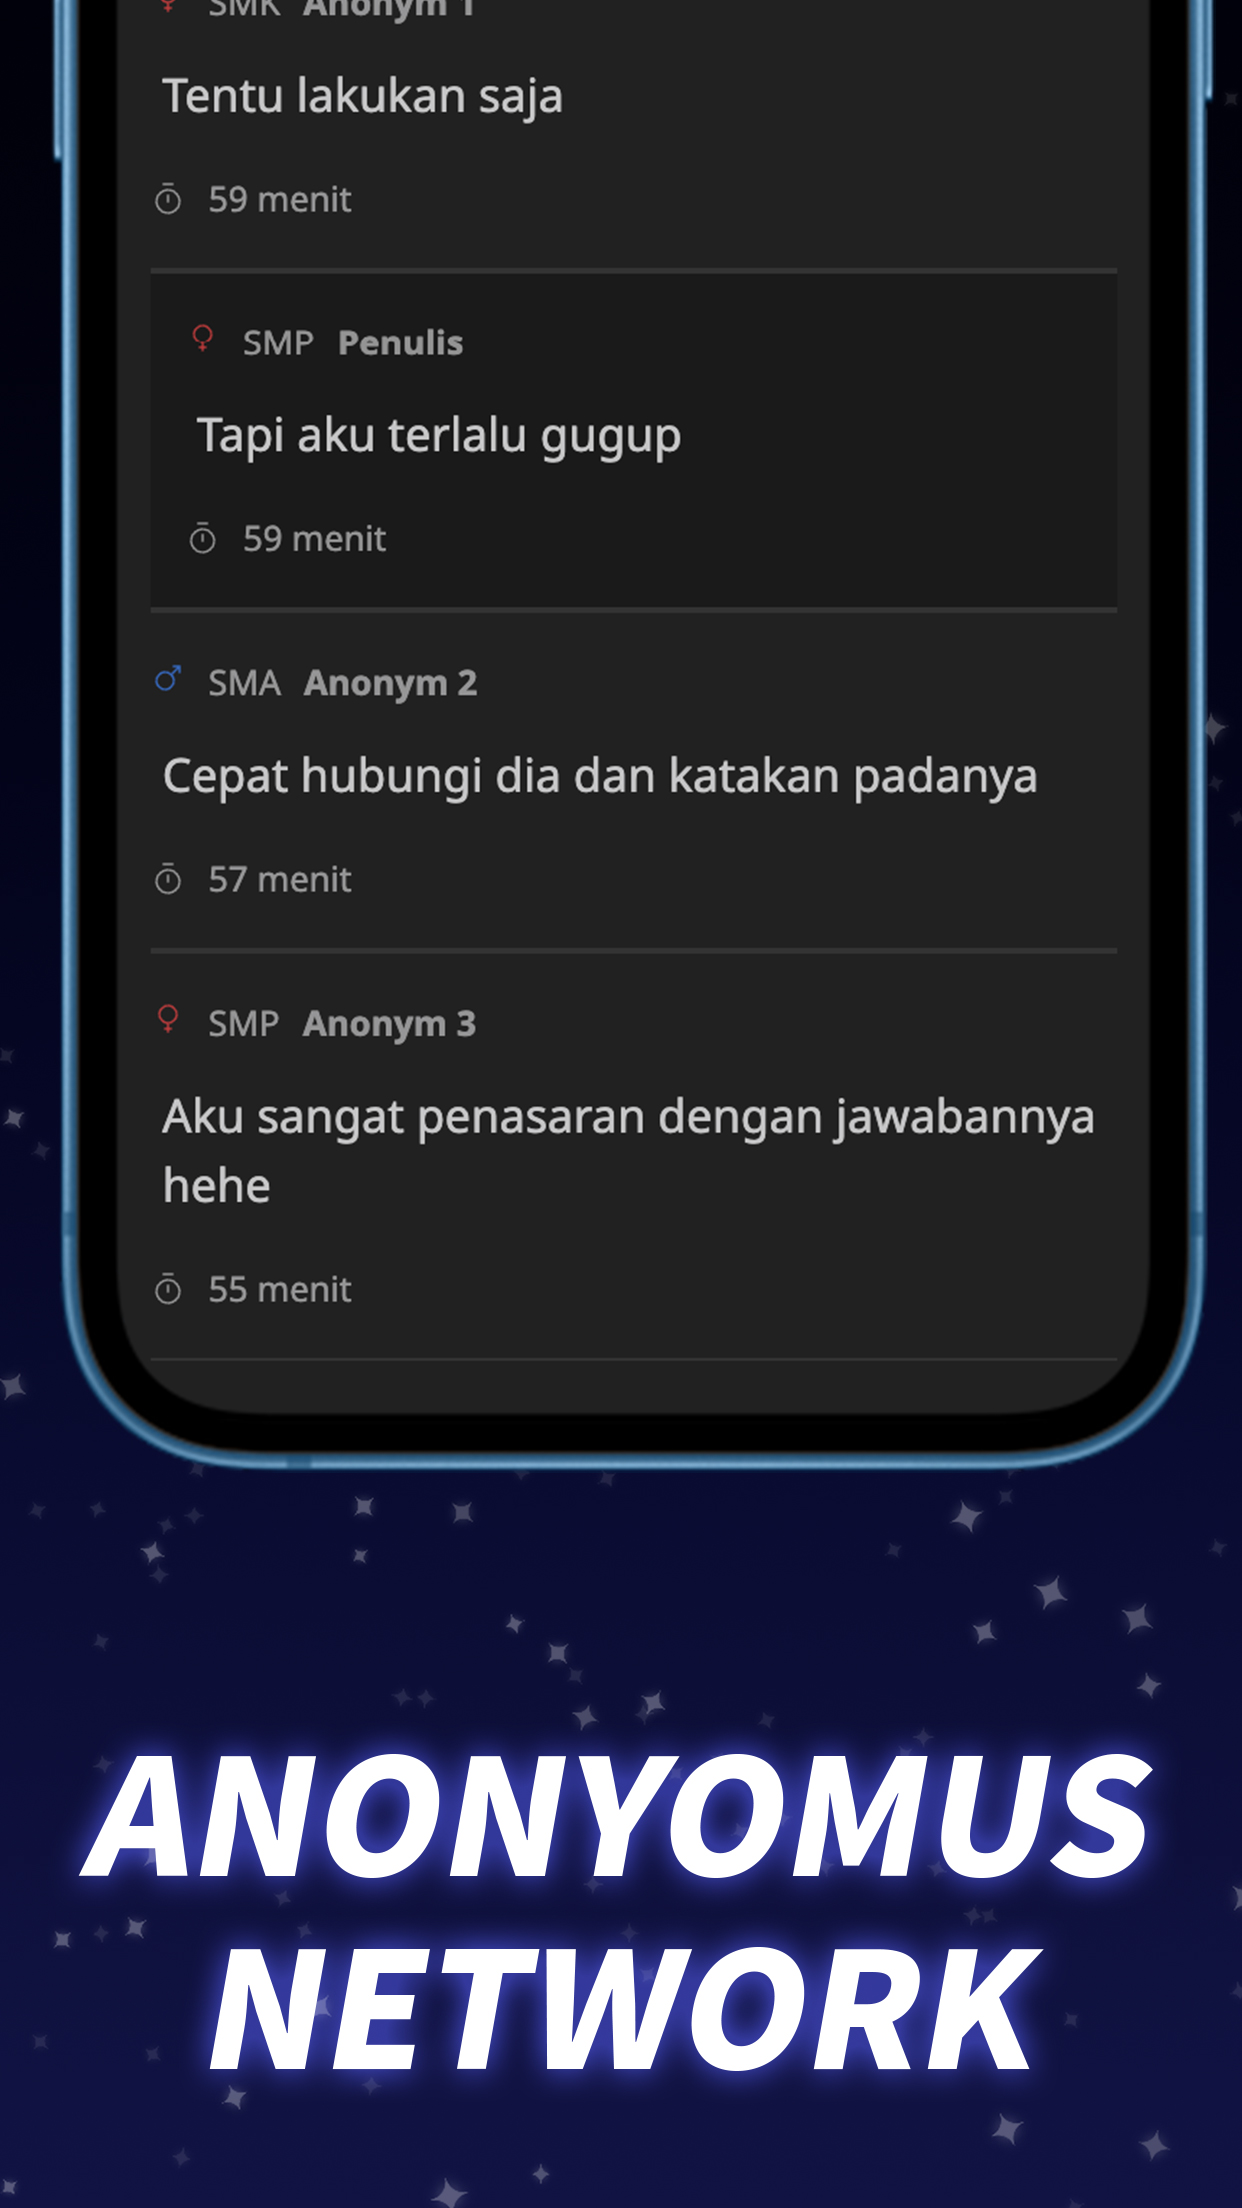 SMK Anonym 1
Tentu lakukan saja
59 menit
SMP Penulis
Tapi aku terlalu gugup
59 menit
SMA Anonym 2
Cepat hubungi dia dan katakan padanya
57 menit
SMP Anonym 3
Aku sangat penasaran dengan jawabannya
hehe
55 menit
ANONYOMUS
NETWORK